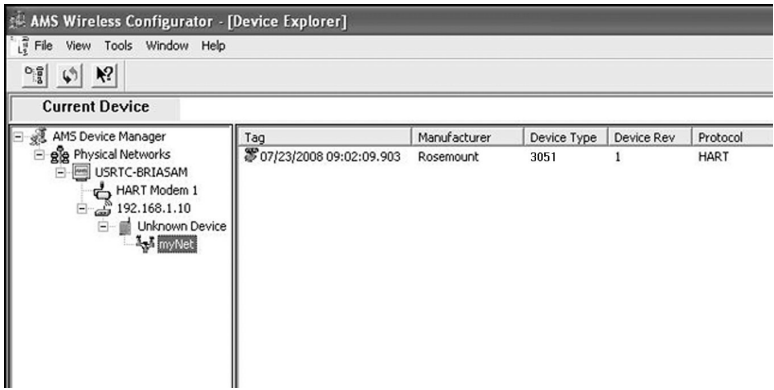 AMS Wireless Configurator - [Device Explorer]
File View Tools Window Help
Current Device
AMS Device Manager
Physical Networks
USRTC-BRIASAM
HART Modem 1
192.168.1.10
Unknown Device
myNet
Tag Manufacturer Device Type Device Rev Protocol
07/23/2008 09:02:09.903 Rosemount 3051 1 HART